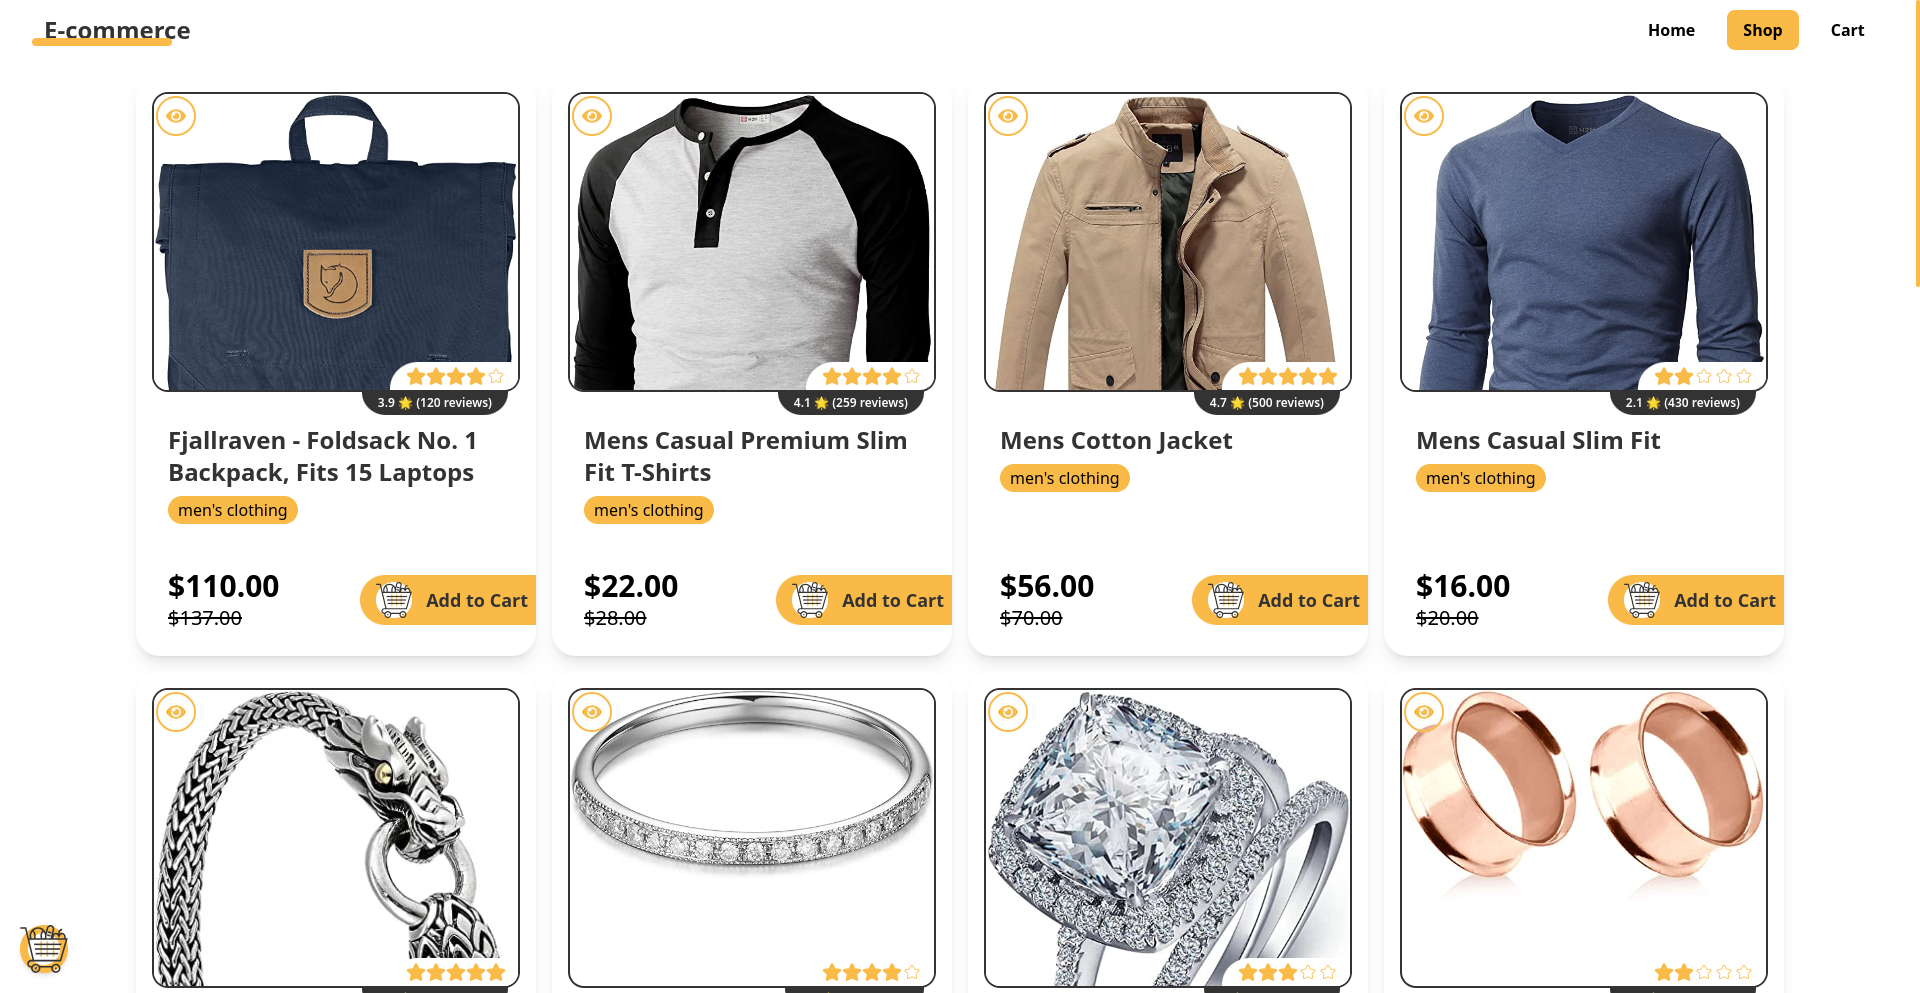 E-commerce
Home
Shop
Cart
3.9 🌟 (120 reviews)
4.1 🌟 (259 reviews)
4.7 🌟 (500 reviews)
2.1 🌟 (430 reviews)
Fjallraven - Foldsack No. 1
Backpack, Fits 15 Laptops
men's clothing
Mens Casual Premium Slim
Fit T-Shirts
men's clothing
Mens Cotton Jacket
men's clothing
Mens Casual Slim Fit
men's clothing
$110.00
$137.00
Add to Cart
$22.00
$28.00
Add to Cart
$56.00
$70.00
Add to Cart
$16.00
$20.00
Add to Cart